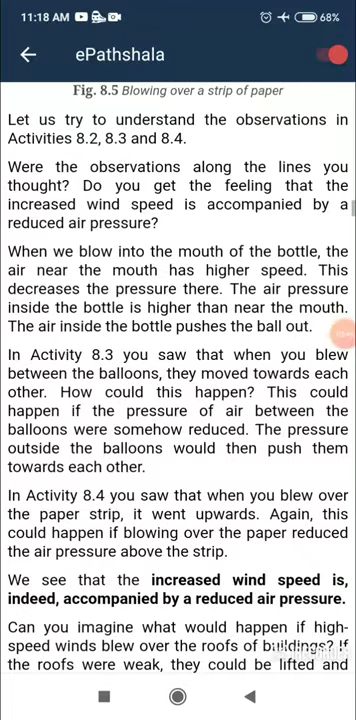 11:18 AM
68%
ePathshala
Fig. 8.5 Blowing over a strip of paper
Let us try to understand the observations in
Activities 8.2, 8.3 and 8.4.
Were the observations along the lines you
thought? Do you get the feeling that the
increased wind speed is accompanied by a
reduced air pressure?
When we blow into the mouth of the bottle, the
air near the mouth has higher speed. This
decreases the pressure there. The air pressure
inside the bottle is higher than near the mouth.
The air inside the bottle pushes the ball out.
In Activity 8.3 you saw that when you blew
between the balloons, they moved towards each
other. How could this happen? This could
happen if the pressure of air between the
balloons were somehow reduced. The pressure
outside the balloons would then push them
towards each other.
In Activity 8.4 you saw that when you blew over
the paper strip, it went upwards. Again, this
could happen if blowing over the paper reduced
the air pressure above the strip.
We see that the increased wind speed is,
indeed, accompanied by a reduced air pressure.
Can you imagine what would happen if high-
speed winds blew over the roofs of buildings? If
the roofs were weak, they could be lifted and